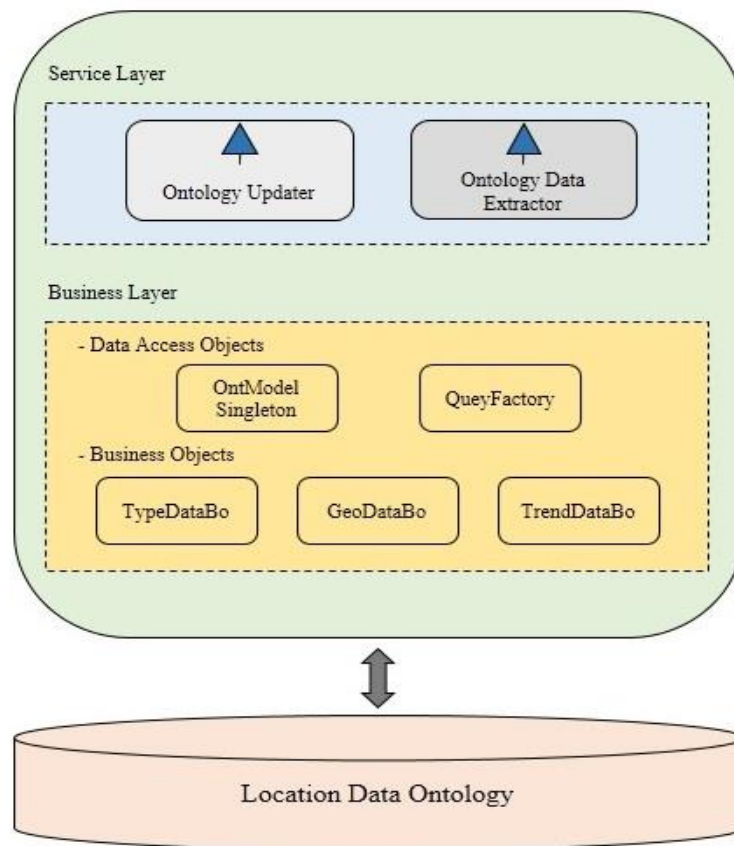 Service Layer
Ontology Updater
Ontology Data
Extractor
Business Layer
- Data Access Objects
OntModel
Singleton
QueyFactory
- Business Objects
TypeDataBo
GeoDataBo
TrendDataBo
Location Data Ontology